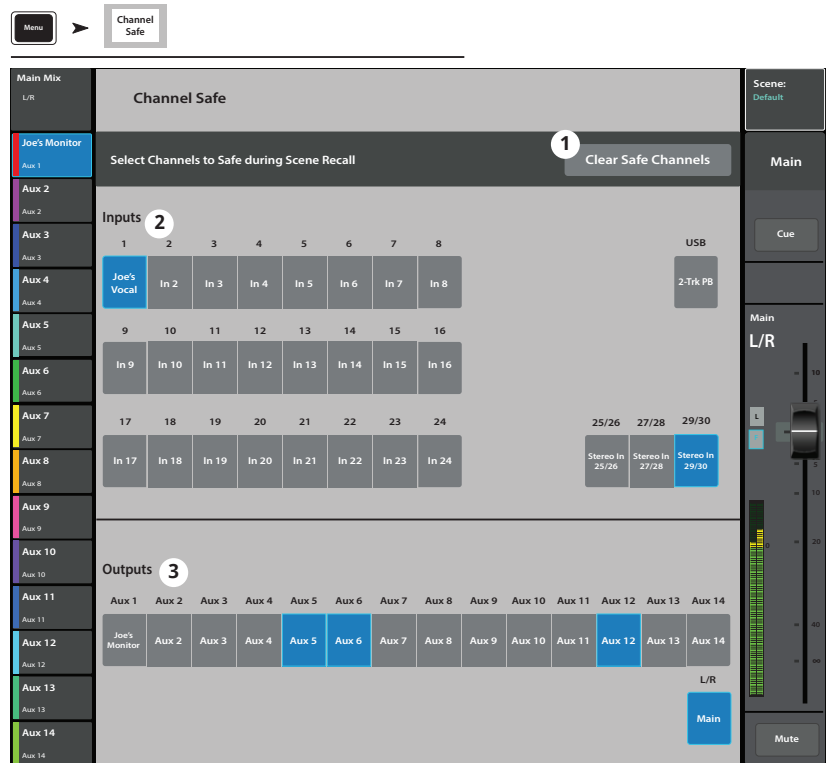 Menu
Channel
Safe
Main Mix
L/R
Channel Safe
Scene:
Default
Joe's Monitor
Aux 1
Select Channels to Safe during Scene Recall
1
Clear Safe Channels
Main
Aux 2
Aux 2
Aux 3
Aux 3
Aux 4
Aux 4
Aux 5
Aux 5
Aux 6
Aux 6
Aux 7
Aux 7
Aux 8
Aux 8
Aux 9
Aux 9
Aux 10
Aux 10
Aux 11
Aux 11
Aux 12
Aux 12
Aux 13
Aux 13
Aux 14
Aux 14
Inputs 2
1 2 3 4 5 6 7 8 USB
Joe's
Vocal
In 2 In 3 In 4 In 5 In 6 In 7 In 8 2-Trk PB
9 10 11 12 13 14 15 16
In 9 In 10 In 11 In 12 In 13 In 14 In 15 In 16
17 18 19 20 21 22 23 24 25/26 27/28 29/30
In 17 In 18 In 19 In 20 In 21 In 22 In 23 In 24
Stereo In
25/26
Stereo In
27/28
Stereo In
29/30
Outputs 3
Aux 1 Aux 2 Aux 3 Aux 4 Aux 5 Aux 6 Aux 7 Aux 8 Aux 9 Aux 10 Aux 11 Aux 12 Aux 13 Aux 14
Joe's
Monitor
Aux 2 Aux 3 Aux 4 Aux 5 Aux 6 Aux 7 Aux 8 Aux 9 Aux 10 Aux 11 Aux 12 Aux 13 Aux 14
L/R
Main
Cue
Main
L/R
10
L
5
10
20
40
∞
Mute